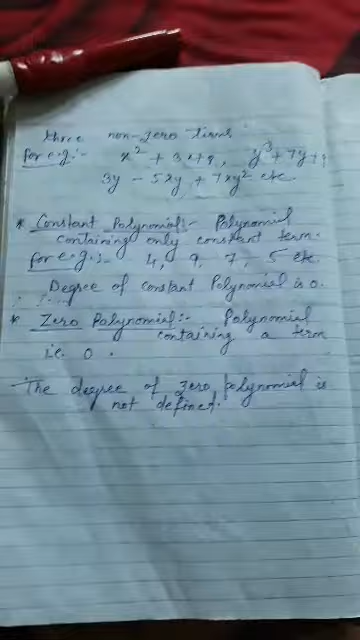 three non-zero terms
For e.g:- x² + 3x + 9, y³ + 7y + 9
3y - 5xy + 7xy² etc.
* Constant Polynomial:- Polynomial
containing only constant term.
For e.g:- 4, 9, 7, 5 etc.
Degree of constant Polynomial is 0.
* Zero Polynomial:- Polynomial
containing a term
i.e. 0.
The degree of zero polynomial is
not defined.